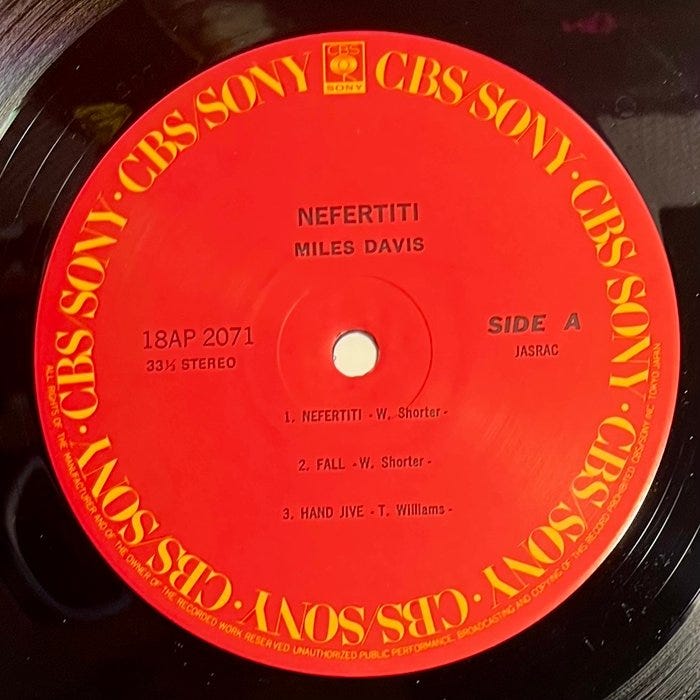 CBS
SONY
CBS/SONY · CBS/SONY · CBS/SONY · CBS/SONY · CBS/SONY · CBS/SONY · CBS/SONY · CBS/SONY
NEFERTITI
MILES DAVIS
18AP 2071
33⅓ STEREO
SIDE A
JASRAC
1. NEFERTITI - W. Shorter -
2. FALL - W. Shorter -
3. HAND JIVE - T. Williams -
ALL RIGHTS OF THE MANUFACTURER AND OF THE OWNER OF THE RECORDED WORK RESERVED UNAUTHORIZED PUBLIC PERFORMANCE BROADCASTING AND COPYING OF THIS RECORD PROHIBITED CBS/SONY INC. TOKYO JAPAN